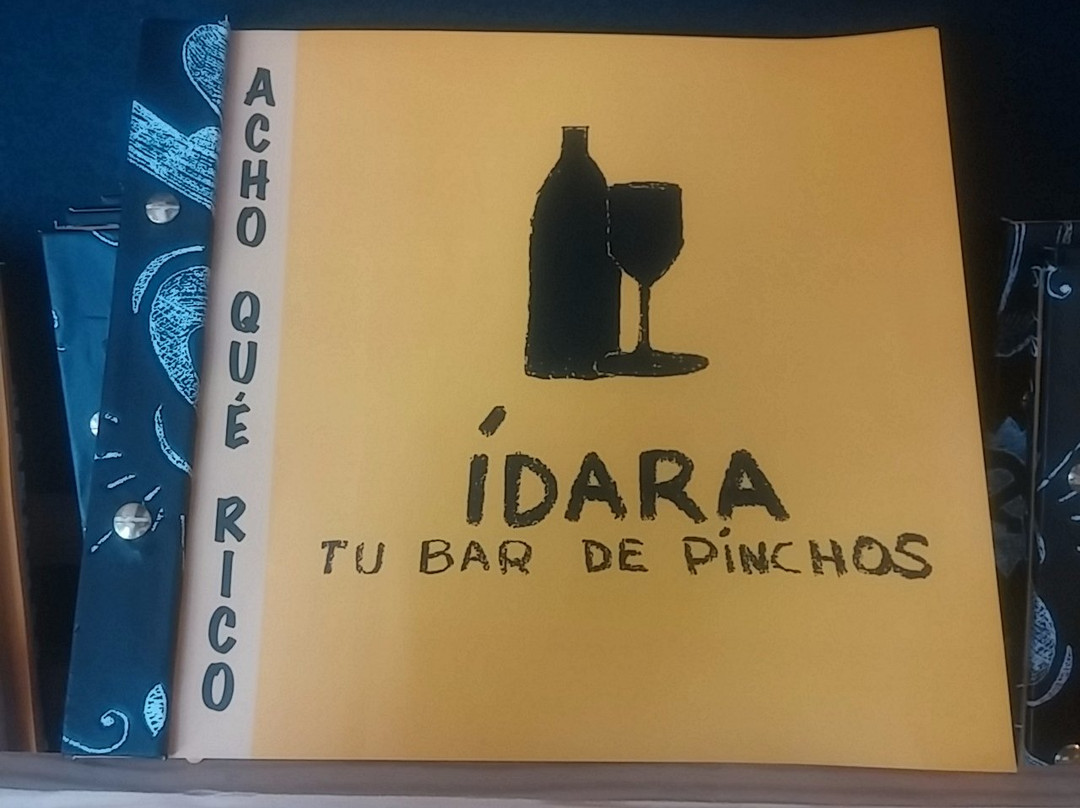 ACHO QUÉ RICO
ÍDARA
TU BAR DE PINCHOS